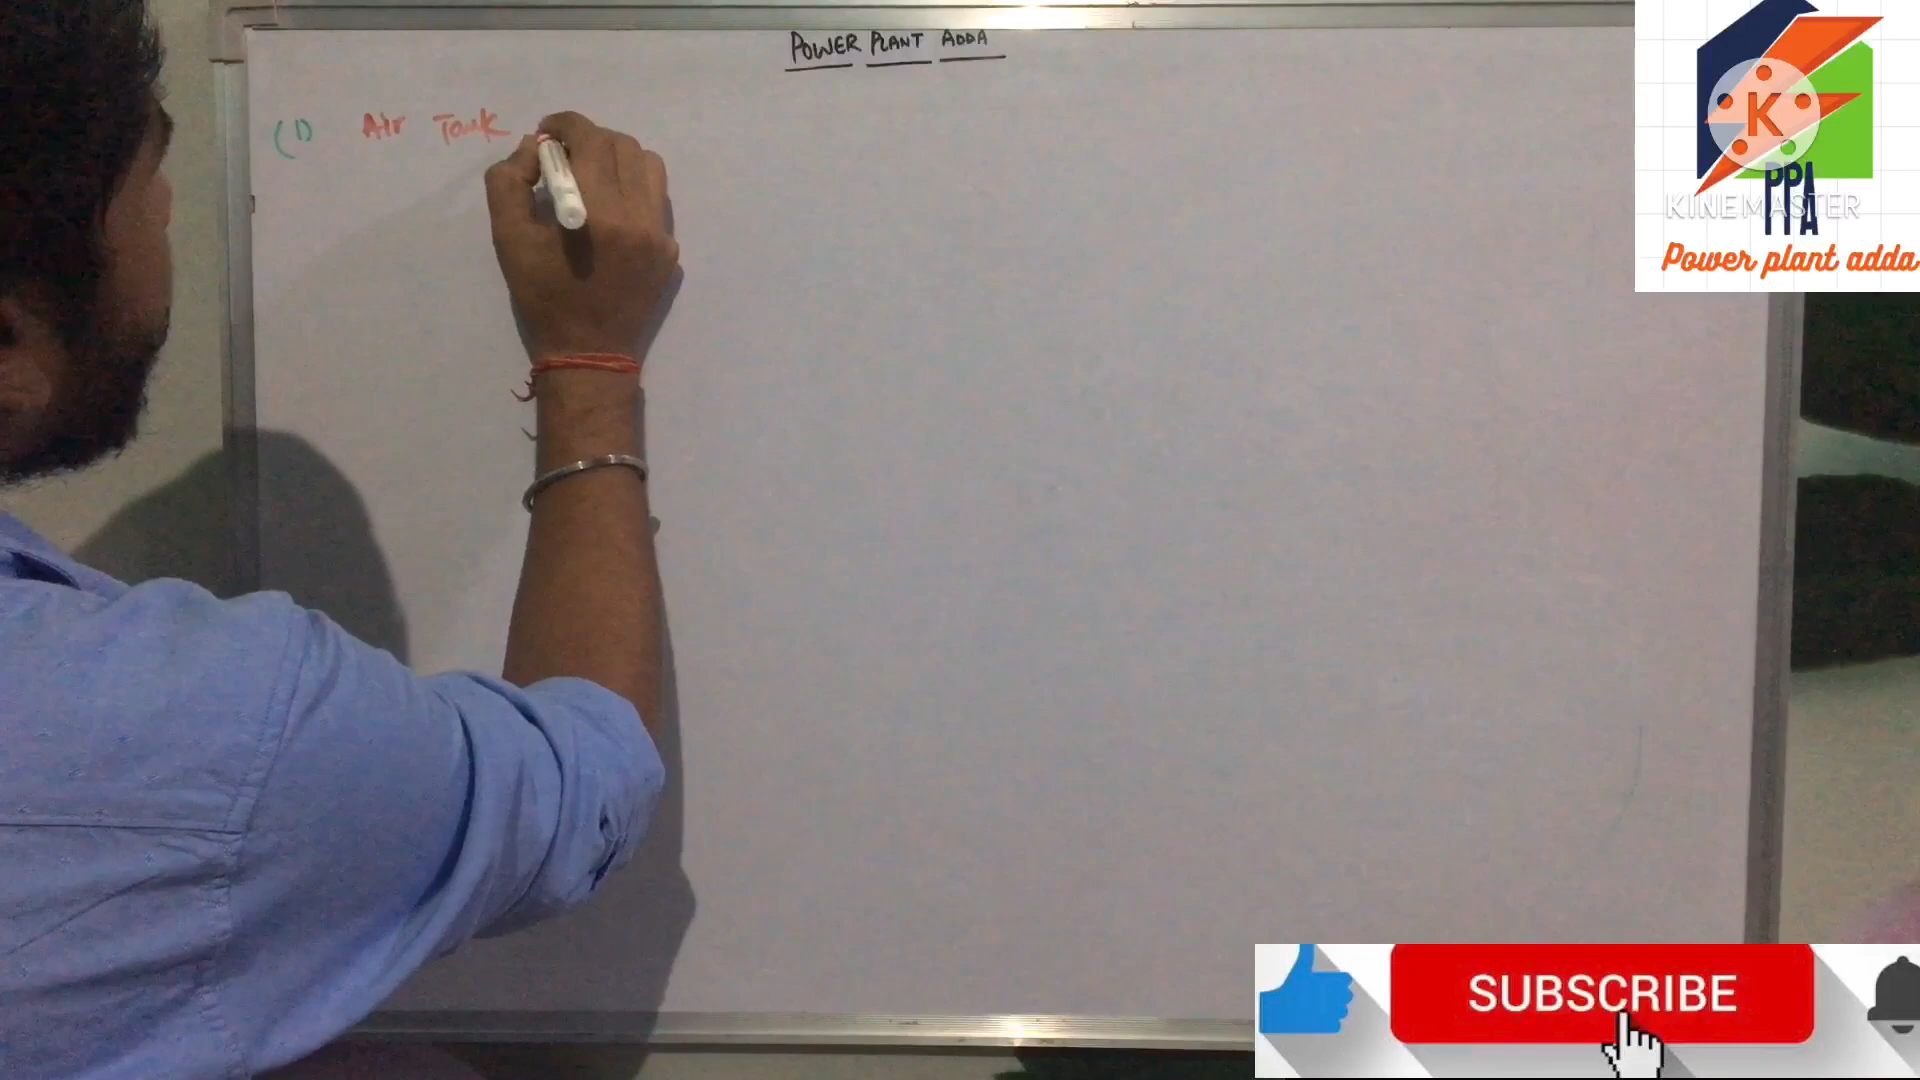 POWER PLANT ADDA
(1) Air Tank
K
PPA
KINEMASTER
Power plant adda
SUBSCRIBE